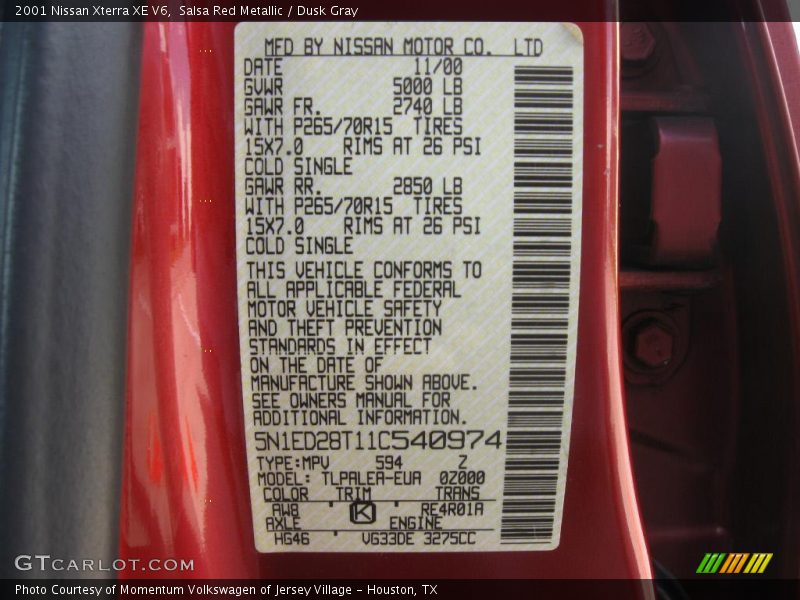 2001 Nissan Xterra XE V6,  Salsa Red Metallic / Dusk Gray
MFD BY NISSAN MOTOR CO.  LTD
DATE 11/00
GVWR 5000 LB
GAWR FR. 2740 LB
WITH P265/70R15 TIRES
15X7.0 RIMS AT 26 PSI
COLD SINGLE
GAWR RR. 2850 LB
WITH P265/70R15 TIRES
15X7.0 RIMS AT 26 PSI
COLD SINGLE
THIS VEHICLE CONFORMS TO
ALL APPLICABLE FEDERAL
MOTOR VEHICLE SAFETY
AND THEFT PREVENTION
STANDARDS IN EFFECT
ON THE DATE OF
MANUFACTURE SHOWN ABOVE.
SEE OWNERS MANUAL FOR
ADDITIONAL INFORMATION.
5N1ED28T11C540974
TYPE:MPV 594 Z
MODEL: TLPALEA-EUA 0Z000
COLOR TRIM TRANS
AW8 K RE4R01A
AXLE ENGINE
HG46 VG33DE 3275CC
GTCARLOT.COM
Photo Courtesy of Momentum Volkswagen of Jersey Village - Houston, TX